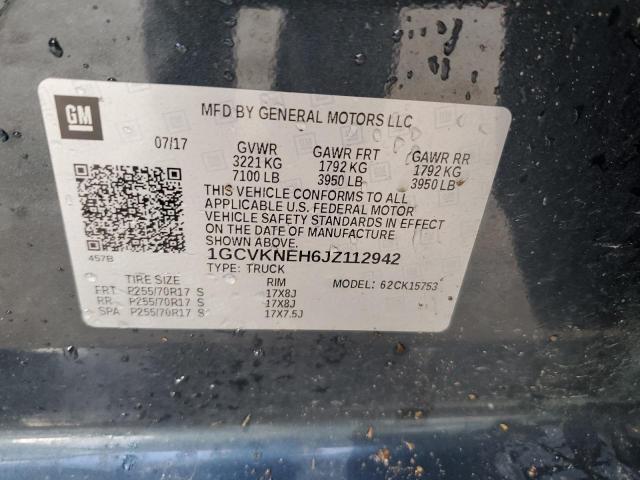 GM
MFD BY GENERAL MOTORS LLC
07/17 GVWR GAWR FRT GAWR RR
3221 KG 1792 KG 1792 KG
7100 LB 3950 LB 3950 LB
THIS VEHICLE CONFORMS TO ALL
APPLICABLE U.S. FEDERAL MOTOR
VEHICLE SAFETY STANDARDS IN EFFECT
ON THE DATE OF MANUFACTURE
SHOWN ABOVE.
457B 1GCVKNEH6JZ112942
TYPE: TRUCK
TIRE SIZE RIM MODEL: 62CK15753
FRT P255/70R17 S 17X8J
RR P255/70R17 S 17X8J
SPA P255/70R17 S 17X7.5J